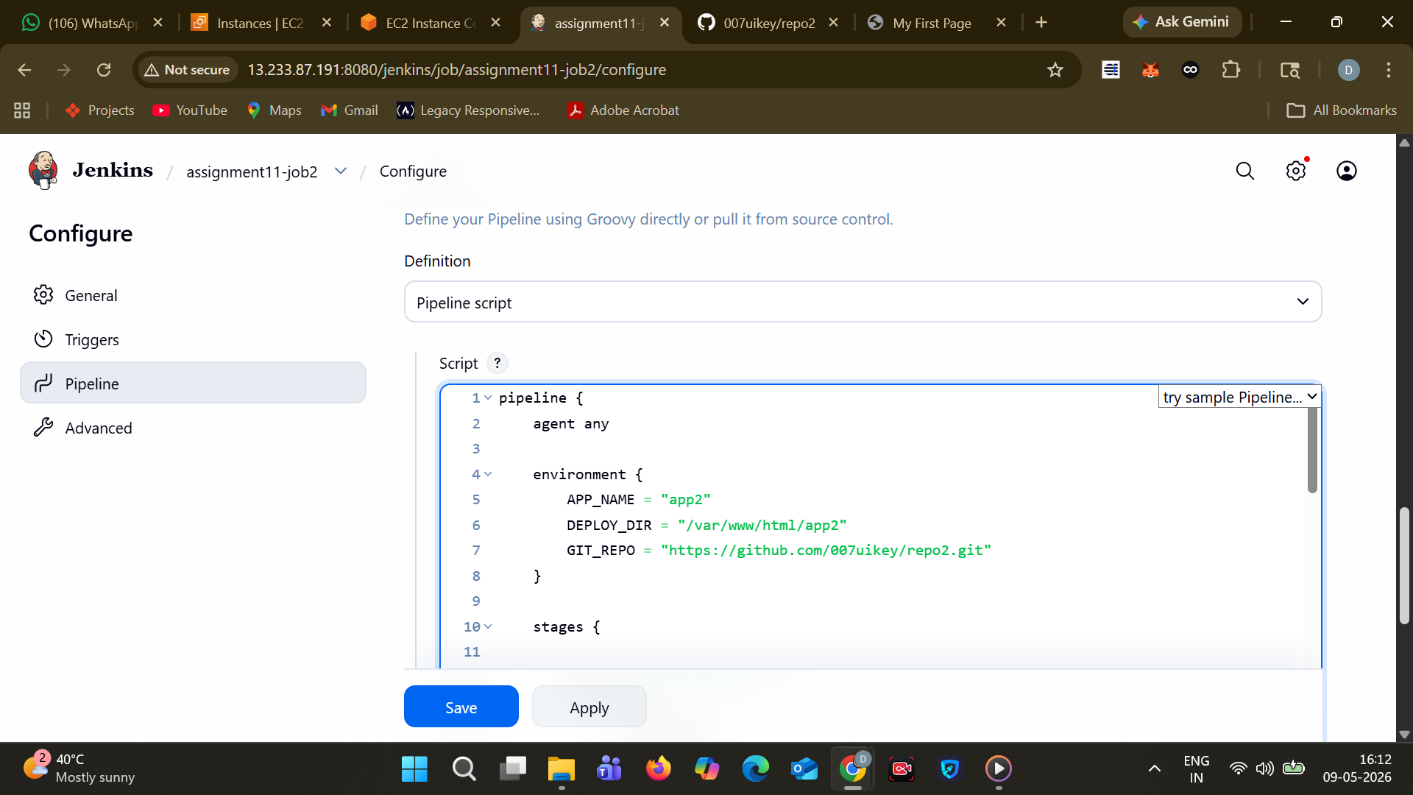 (106) WhatsApp
Instances | EC2
EC2 Instance Co
assignment11-j
007uikey/repo2
My First Page
Ask Gemini
Not secure
13.233.87.191:8080/jenkins/job/assignment11-job2/configure
D
Projects
YouTube
Maps
Gmail
Legacy Responsive...
Adobe Acrobat
All Bookmarks
Jenkins / assignment11-job2 / Configure
Configure
General
Triggers
Pipeline
Advanced
Define your Pipeline using Groovy directly or pull it from source control.
Definition
Pipeline script
Script ?
try sample Pipeline...
1 pipeline {
2 agent any
3
4 environment {
5 APP_NAME = "app2"
6 DEPLOY_DIR = "/var/www/html/app2"
7 GIT_REPO = "https://github.com/007uikey/repo2.git"
8 }
9
10 stages {
11
Save
Apply
2
40°C
Mostly sunny
D
ENG
IN
16:12
09-05-2026